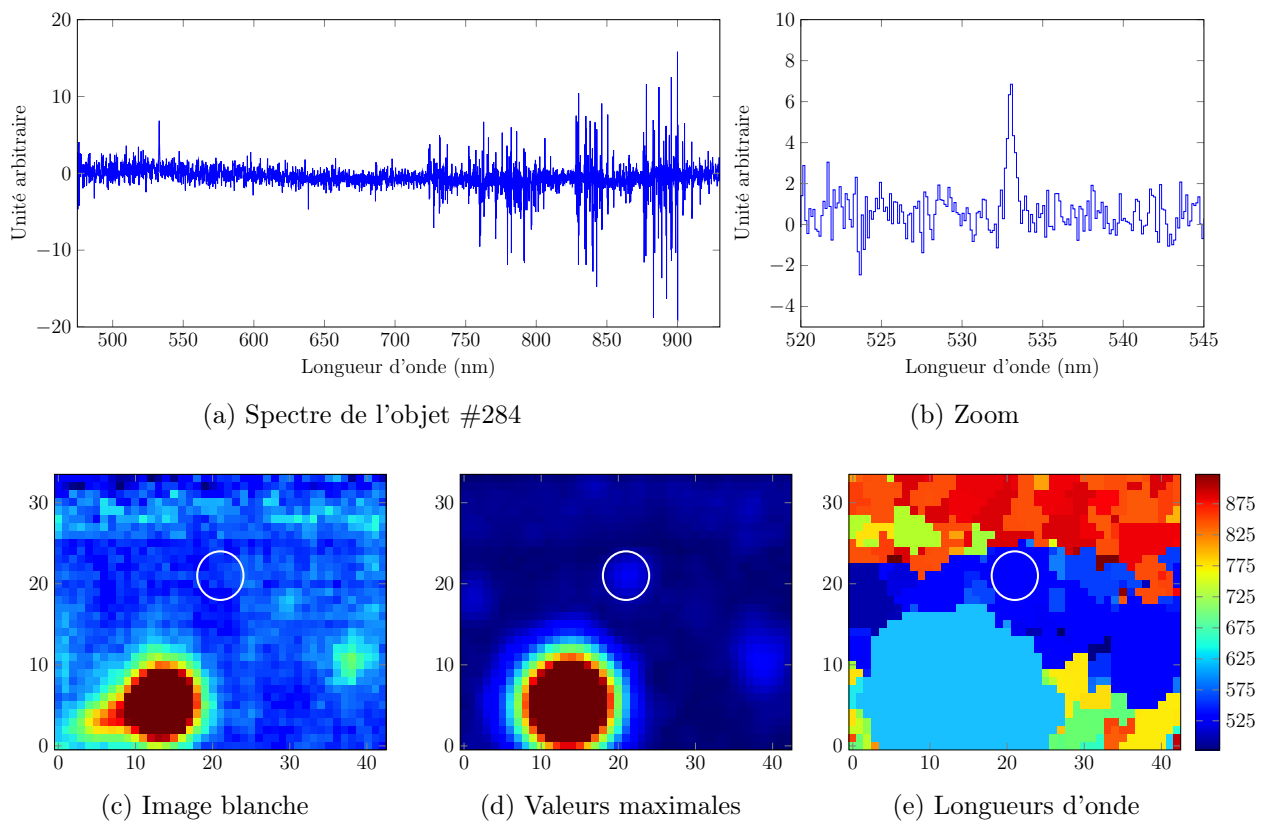 20
10
0
−10
−20
500 550 600 650 700 750 800 850 900
Unité arbitraire
Longueur d'onde (nm)
(a) Spectre de l'objet #284
10
8
6
4
2
0
−2
−4
520 525 530 535 540 545
Unité arbitraire
Longueur d'onde (nm)
(b) Zoom
30
20
10
0
0 10 20 30 40
(c) Image blanche
30
20
10
0
0 10 20 30 40
(d) Valeurs maximales
30
20
10
0
0 10 20 30 40
875
825
775
725
675
625
575
525
(e) Longueurs d'onde